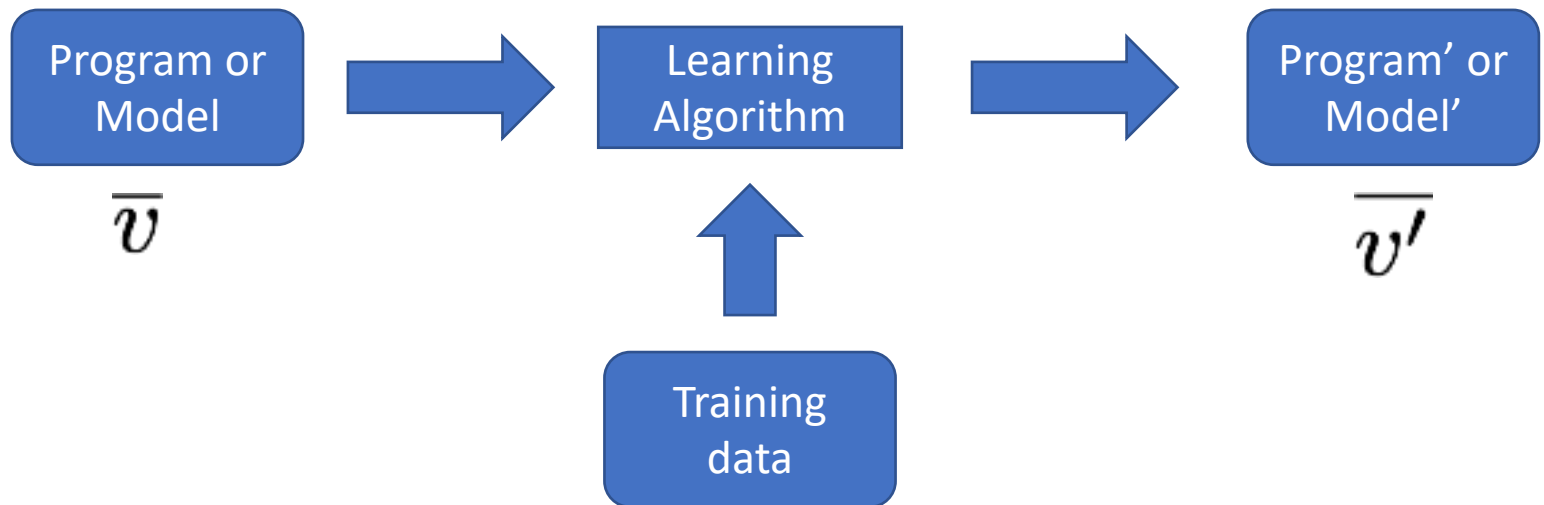 Program or
Model
Learning
Algorithm
Program’ or
Model’
v̅
v′̅
Training
data